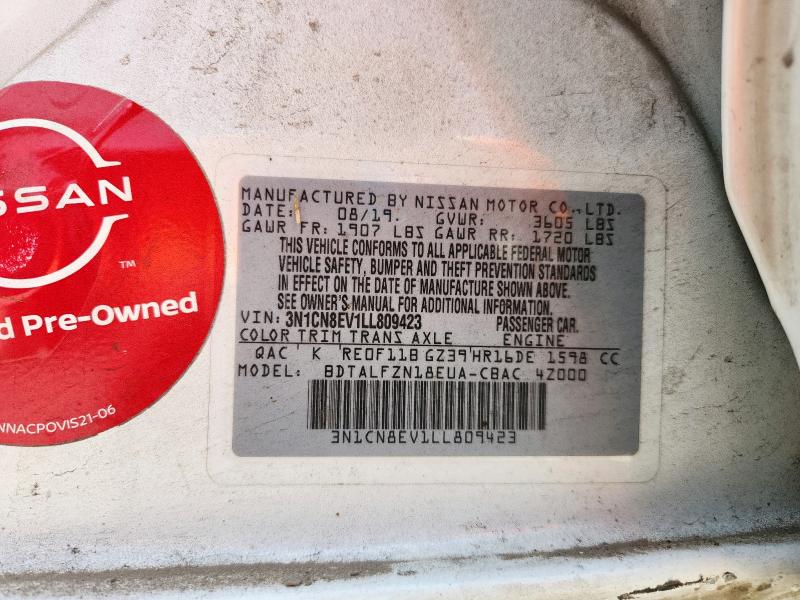 MANUFACTURED BY NISSAN MOTOR CO., LTD.
DATE: 08/19. GVWR: 3605 LBS
GAWR FR: 1907 LBS GAWR RR: 1720 LBS
THIS VEHICLE CONFORMS TO ALL APPLICABLE FEDERAL MOTOR
VEHICLE SAFETY, BUMPER AND THEFT PREVENTION STANDARDS
IN EFFECT ON THE DATE OF MANUFACTURE SHOWN ABOVE.
SEE OWNER'S MANUAL FOR ADDITIONAL INFORMATION.
VIN: 3N1CN8EV1LL809423 PASSENGER CAR.
COLOR TRIM TRANS AXLE ENGINE
QAC K RE0F11B GZ39 HR16DE 1598 CC
MODEL: BDTALFZN18EUA-CBAC 4Z000
3N1CN8EV1LL809423
SSAN
TM
d Pre-Owned
WNACPOVIS21-06